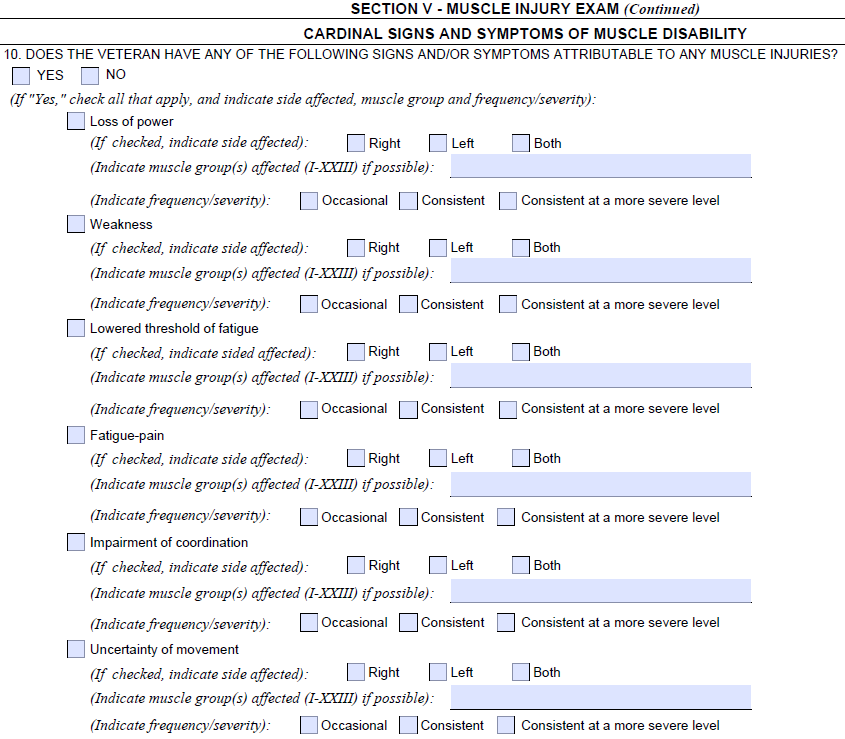 SECTION V - MUSCLE INJURY EXAM (Continued)
CARDINAL SIGNS AND SYMPTOMS OF MUSCLE DISABILITY
10. DOES THE VETERAN HAVE ANY OF THE FOLLOWING SIGNS AND/OR SYMPTOMS ATTRIBUTABLE TO ANY MUSCLE INJURIES?
YES NO
(If "Yes," check all that apply, and indicate side affected, muscle group and frequency/severity):
Loss of power
(If checked, indicate side affected): Right Left Both
(Indicate muscle group(s) affected (I-XXIII) if possible):
(Indicate frequency/severity): Occasional Consistent Consistent at a more severe level
Weakness
(If checked, indicate side affected): Right Left Both
(Indicate muscle group(s) affected (I-XXIII) if possible):
(Indicate frequency/severity): Occasional Consistent Consistent at a more severe level
Lowered threshold of fatigue
(If checked, indicate sided affected): Right Left Both
(Indicate muscle group(s) affected (I-XXIII) if possible):
(Indicate frequency/severity): Occasional Consistent Consistent at a more severe level
Fatigue-pain
(If checked, indicate side affected): Right Left Both
(Indicate muscle group(s) affected (I-XXIII) if possible):
(Indicate frequency/severity): Occasional Consistent Consistent at a more severe level
Impairment of coordination
(If checked, indicate side affected): Right Left Both
(Indicate muscle group(s) affected (I-XXIII) if possible):
(Indicate frequency/severity): Occasional Consistent Consistent at a more severe level
Uncertainty of movement
(If checked, indicate side affected): Right Left Both
(Indicate muscle group(s) affected (I-XXIII) if possible):
(Indicate frequency/severity): Occasional Consistent Consistent at a more severe level